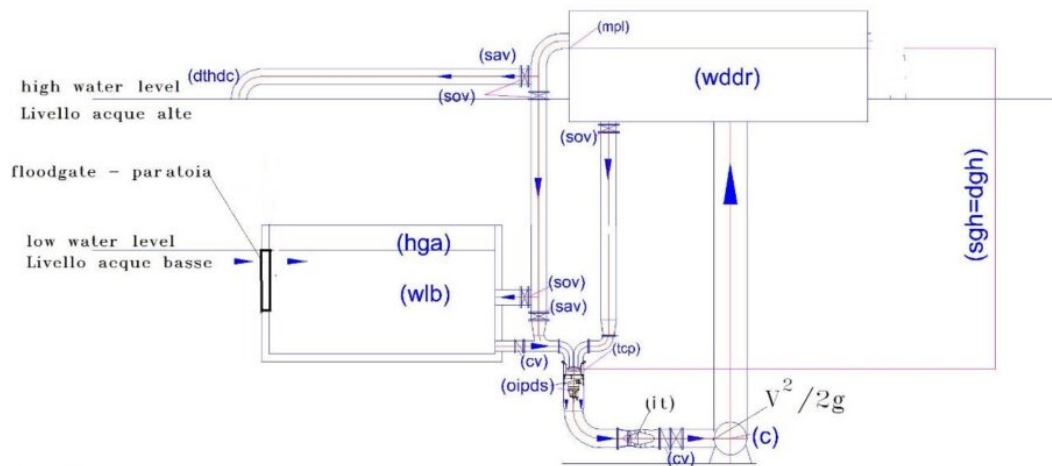 (mpl)
(sav)
(dthdc)
(wddr)
high water level
(sov)
Livello acque alte
(sov)
floodgate - paratoia
(sgh=dgh)
low water level
(hga)
Livello acque basse
(wlb)
(sov)
(sav)
(tcp)
(cv)
(oipds)
(it)
V²/2g
(c)
(cv)